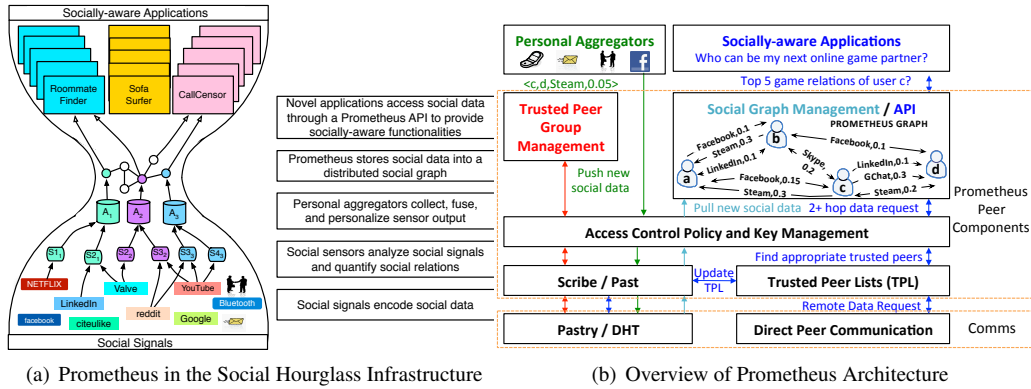 Socially-aware Applications
Roommate
Finder
Sofa
Surfer
CallCensor
A1
A2
A3
S1₁
S2₁
S2₂
S3₂
S3₃
S4₃
NETFLIX
LinkedIn
Valve
YouTube
Bluetooth
facebook
citeulike
reddit
Google
Social Signals
Novel applications access social data
through a Prometheus API to provide
socially-aware functionalities
Prometheus stores social data into a
distributed social graph
Personal aggregators collect, fuse,
and personalize sensor output
Social sensors analyze social signals
and quantify social relations
Social signals encode social data
(a) Prometheus in the Social Hourglass Infrastructure
Personal Aggregators
f
<c,d,Steam,0.05>
Socially-aware Applications
Who can be my next online game partner?
Top 5 game relations of user c?
Trusted Peer
Group
Management
Social Graph Management / API
PROMETHEUS GRAPH
Facebook,0.1
Steam,0.3
LinkedIn,0.1
Facebook,0.1
Skype,
0.2
LinkedIn,0.1
GChat,0.3
Facebook,0.15
Steam,0.3
Steam,0.2
a
b
c
d
Push new
social data
Pull new social data
2+ hop data request
Prometheus
Peer
Components
Access Control Policy and Key Management
Find appropriate trusted peers
Scribe / Past
Update
TPL
Trusted Peer Lists (TPL)
Remote Data Request
Pastry / DHT
Direct Peer Communication
Comms
(b) Overview of Prometheus Architecture